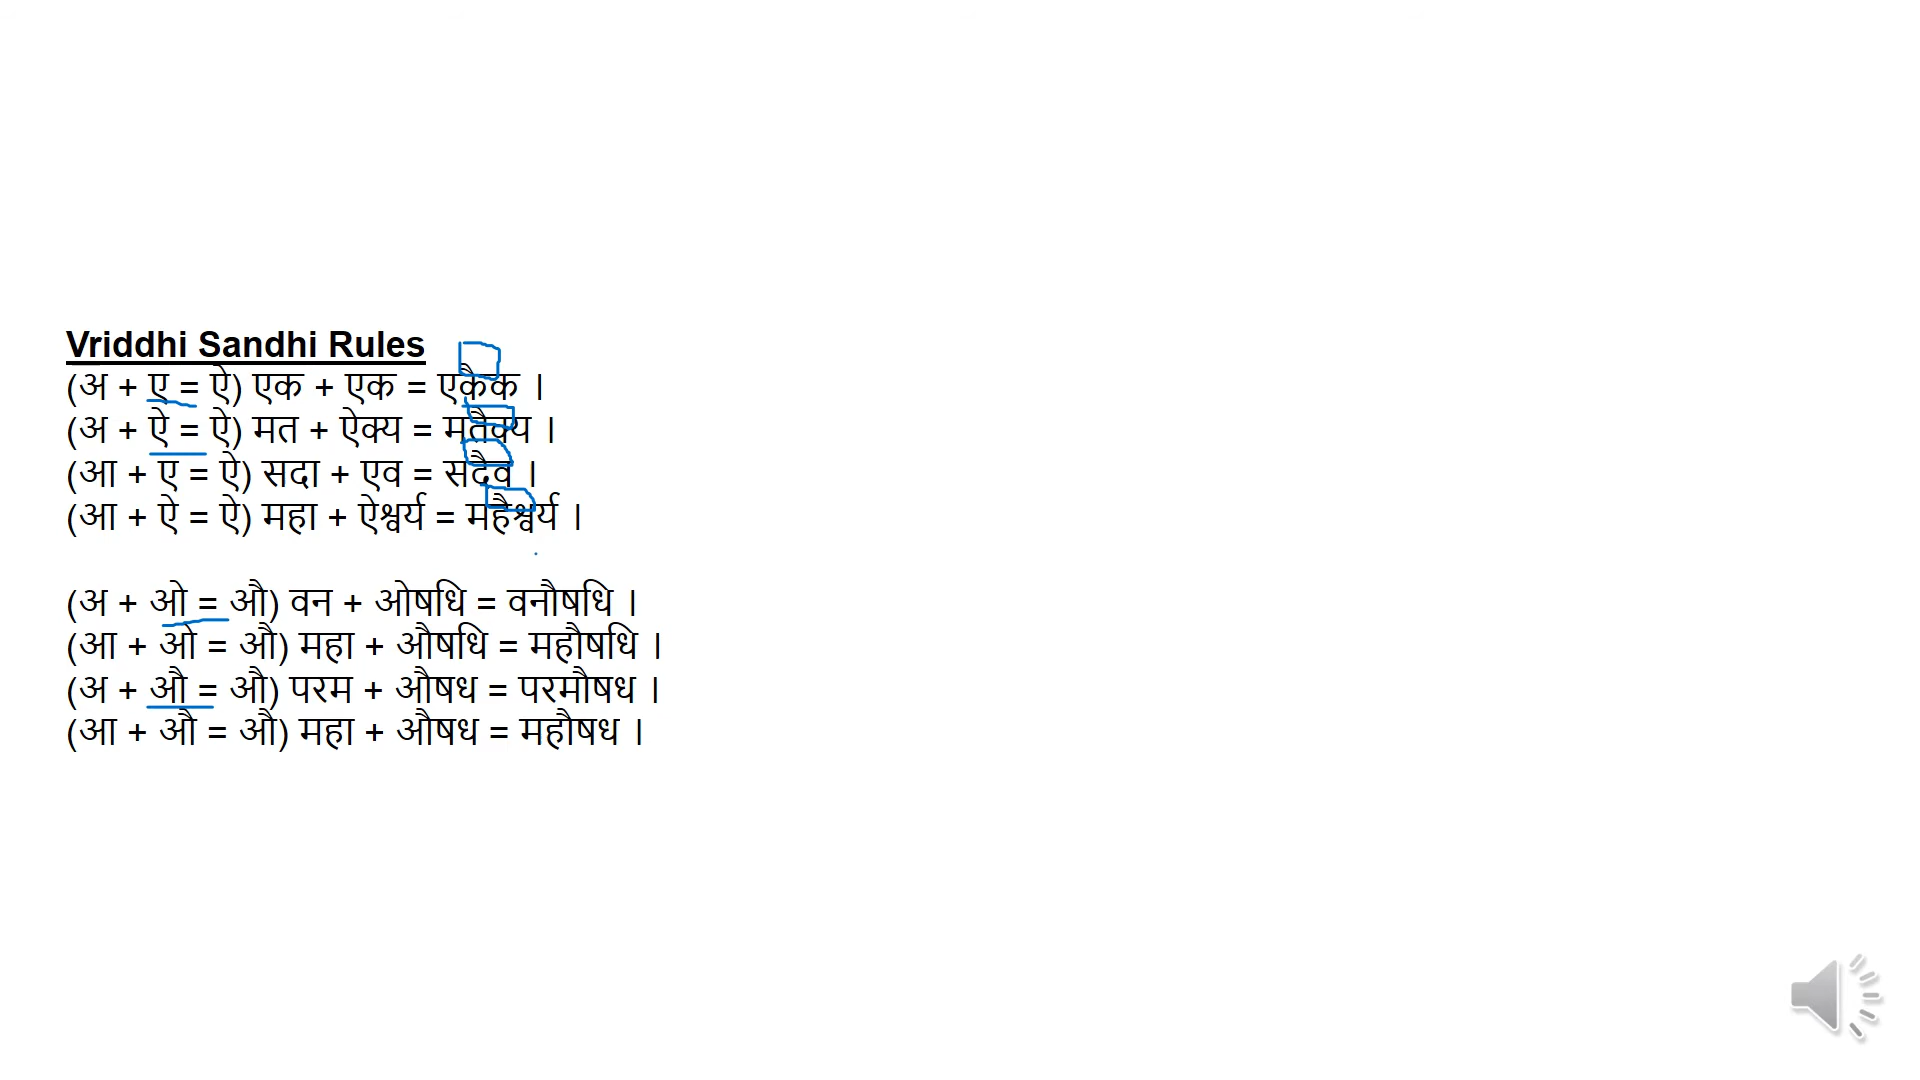 Vriddhi Sandhi Rules
(अ + ए = ऐ) एक + एक = एकैक ।
(अ + ऐ = ऐ) मत + ऐक्य = मतैक्य ।
(आ + ए = ऐ) सदा + एव = सदैव ।
(आ + ऐ = ऐ) महा + ऐश्वर्य = महैश्वर्य ।
(अ + ओ = औ) वन + ओषधि = वनौषधि ।
(आ + ओ = औ) महा + औषधि = महौषधि ।
(अ + औ = औ) परम + औषध = परमौषध ।
(आ + औ = औ) महा + औषध = महौषध ।